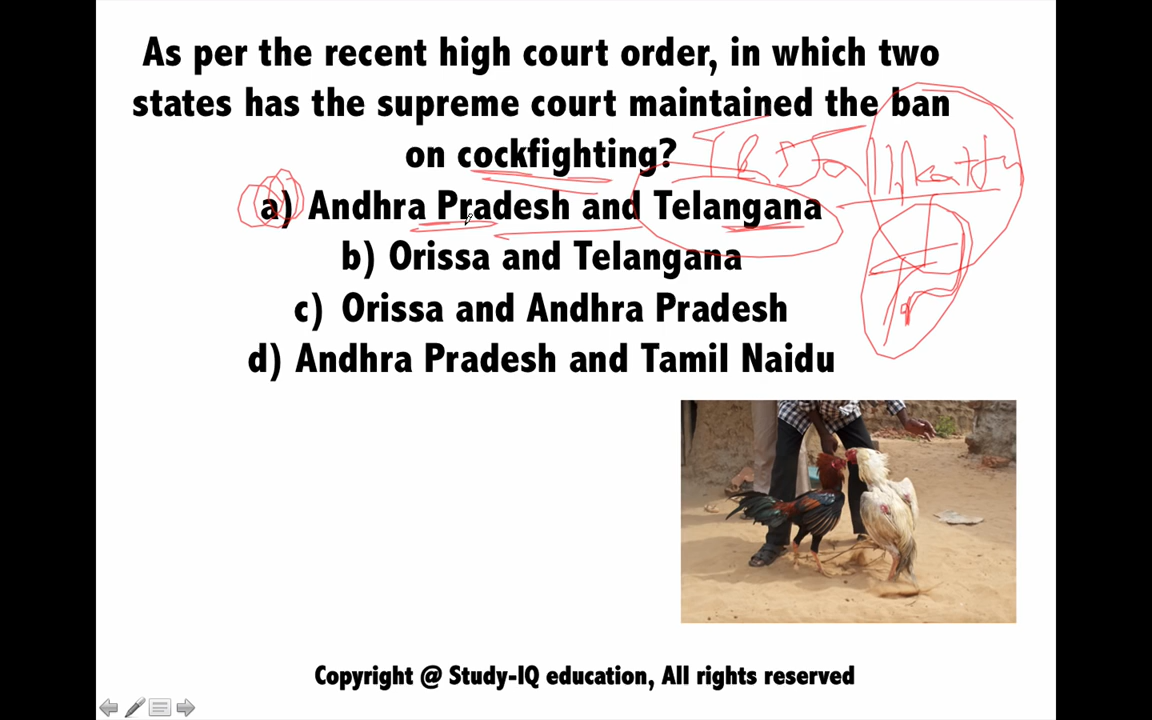 As per the recent high court order, in which two
states has the supreme court maintained the ban
on cockfighting?
Jallikattu
a) Andhra Pradesh and Telangana
b) Orissa and Telangana
c) Orissa and Andhra Pradesh
d) Andhra Pradesh and Tamil Naidu
Copyright @ Study-IQ education, All rights reserved